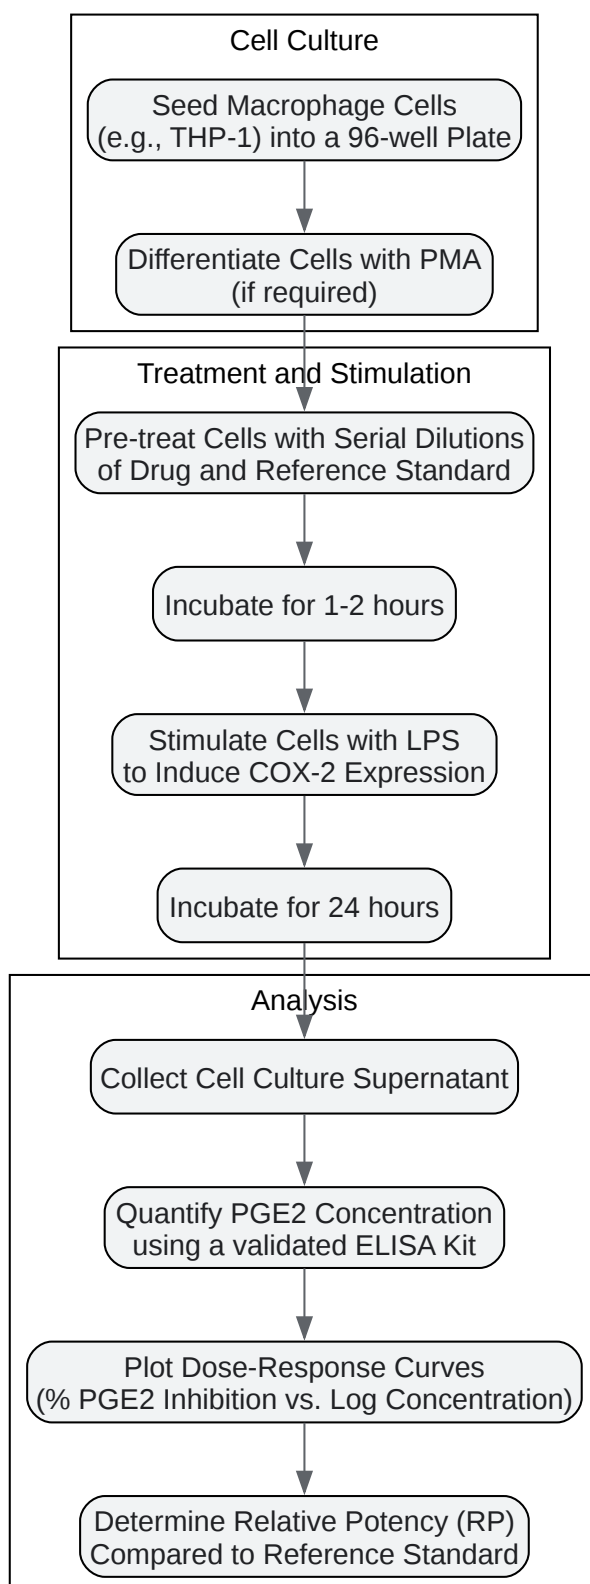 Cell Culture
Seed Macrophage Cells
(e.g., THP-1) into a 96-well Plate
Differentiate Cells with PMA
(if required)
Treatment and Stimulation
Pre-treat Cells with Serial Dilutions
of Drug and Reference Standard
Incubate for 1-2 hours
Stimulate Cells with LPS
to Induce COX-2 Expression
Incubate for 24 hours
Analysis
Collect Cell Culture Supernatant
Quantify PGE2 Concentration
using a validated ELISA Kit
Plot Dose-Response Curves
(% PGE2 Inhibition vs. Log Concentration)
Determine Relative Potency (RP)
Compared to Reference Standard